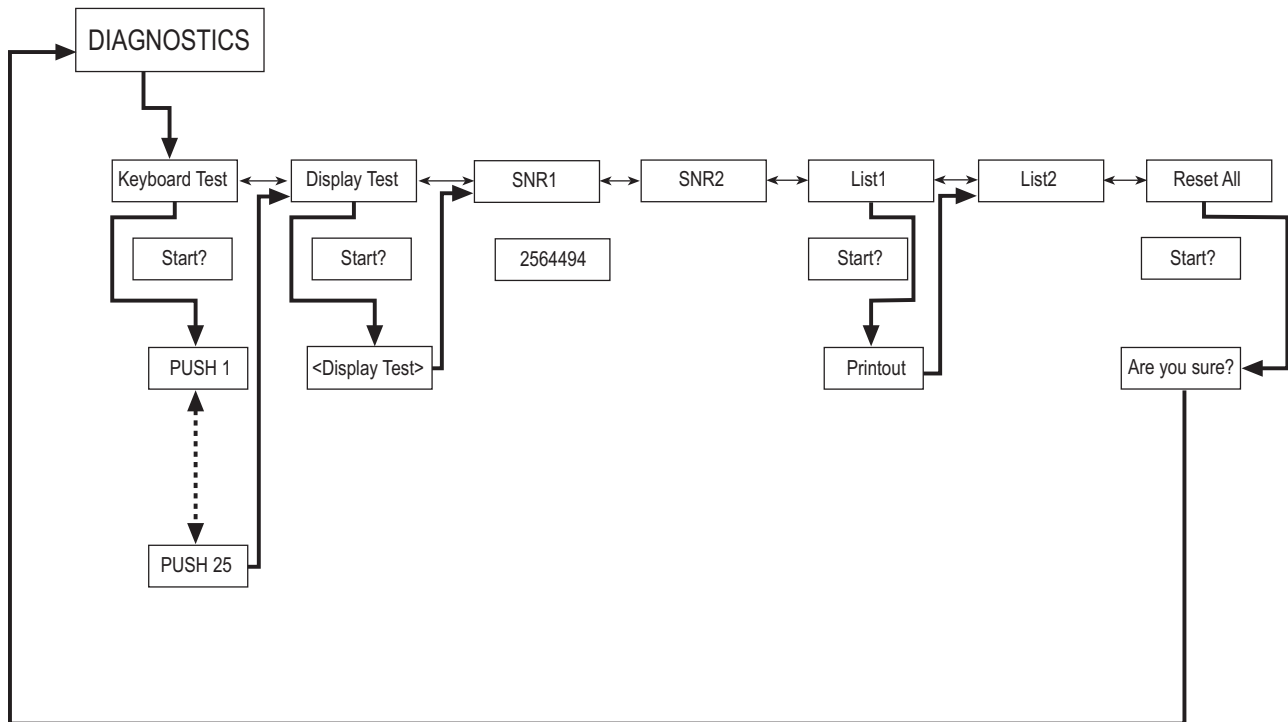 DIAGNOSTICS
Keyboard Test
Display Test
SNR1
SNR2
List1
List2
Reset All
Start?
Start?
2564494
Start?
Start?
PUSH 1
<Display Test>
Printout
Are you sure?
PUSH 25